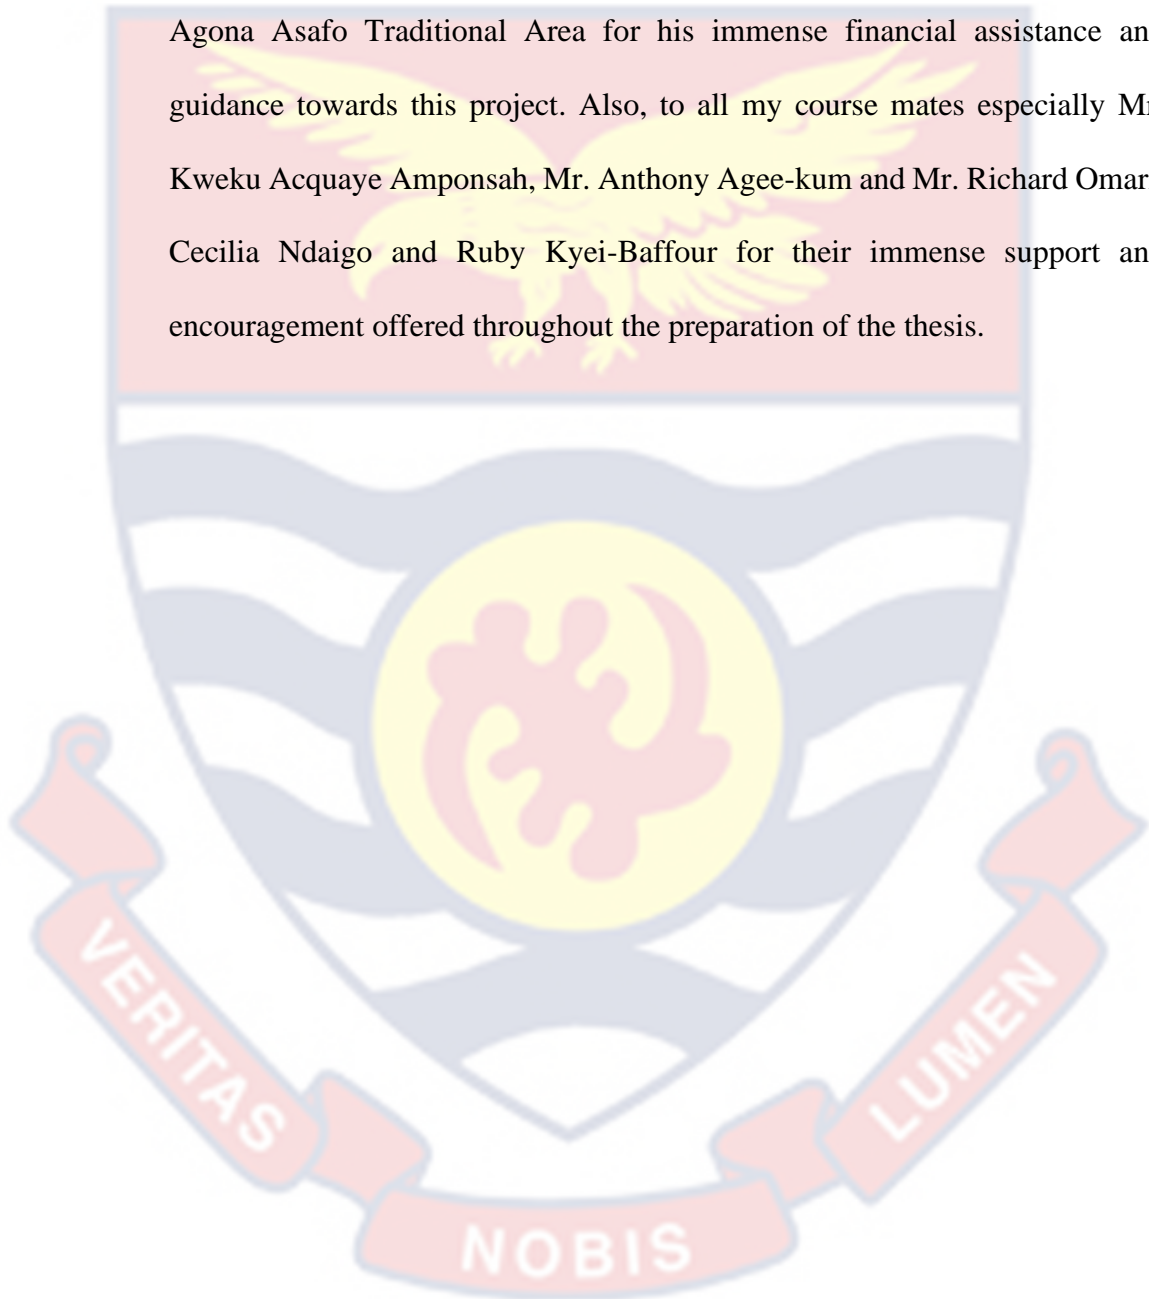 Agona Asafo Traditional Area for his immense financial assistance an
guidance towards this project. Also, to all my course mates especially Mr
Kweku Acquaye Amponsah, Mr. Anthony Agee-kum and Mr. Richard Omar
Cecilia Ndaigo and Ruby Kyei-Baffour for their immense support an
encouragement offered throughout the preparation of the thesis.
VERITAS
NOBIS
LUMEN